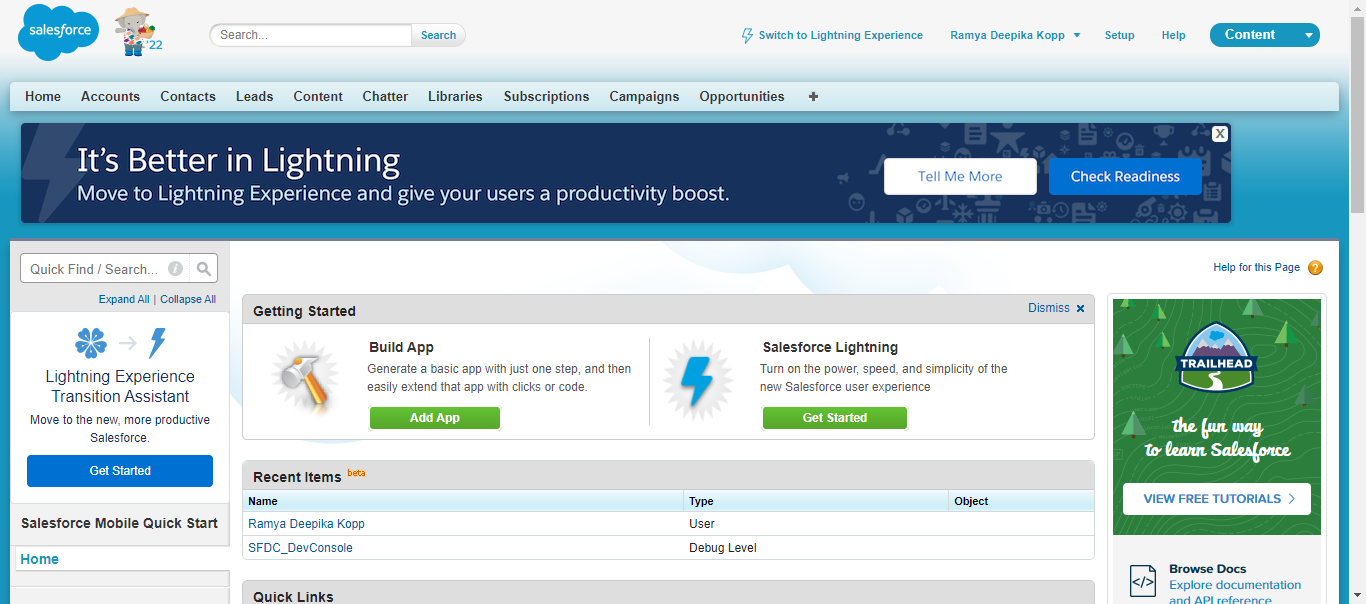 salesforce
'22
Search...
Search
Switch to Lightning Experience
Ramya Deepika Kopp
Setup
Help
Content
Home Accounts Contacts Leads Content Chatter Libraries Subscriptions Campaigns Opportunities +
X
It's Better in Lightning
Move to Lightning Experience and give your users a productivity boost.
Tell Me More
Check Readiness
Quick Find / Search...
i
Expand All | Collapse All
Lightning Experience
Transition Assistant
Move to the new, more productive
Salesforce.
Get Started
Salesforce Mobile Quick Start
Home
Help for this Page ?
Getting Started
Dismiss x
Build App
Generate a basic app with just one step, and then
easily extend that app with clicks or code.
Add App
Salesforce Lightning
Turn on the power, speed, and simplicity of the
new Salesforce user experience
Get Started
Recent Items beta
Name Type Object
Ramya Deepika Kopp User
SFDC_DevConsole Debug Level
Quick Links
TRAILHEAD
the fun way
to learn Salesforce
VIEW FREE TUTORIALS >
</>
Browse Docs
Explore documentation
and API reference